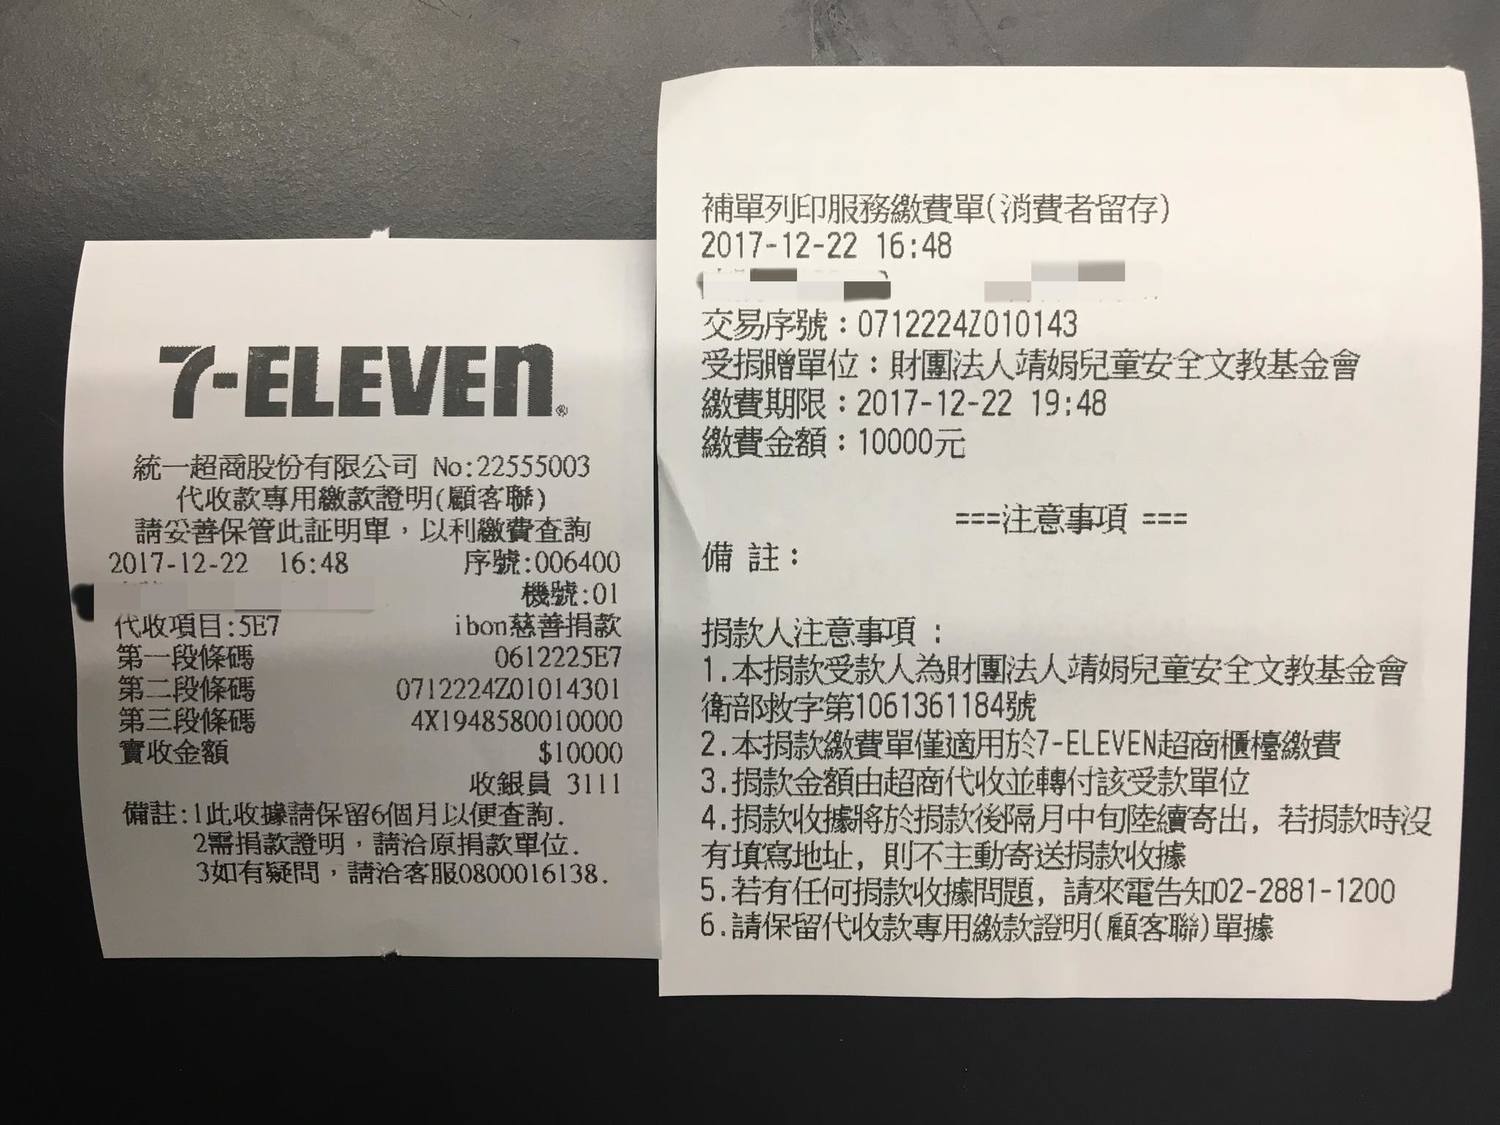 7-ELEVEN®
統一超商股份有限公司 No:22555003
代收款專用繳款證明(顧客聯)
請妥善保管此証明單，以利繳費查詢
2017-12-22 16:48 序號:006400
機號:01
代收項目:5E7 ibon慈善捐款
第一段條碼 0612225E7
第二段條碼 0712224Z01014301
第三段條碼 4X1948580010000
實收金額 $10000
收銀員 3111
備註:1此收據請保留6個月以便查詢.
2需捐款證明，請洽原捐款單位.
3如有疑問，請洽客服0800016138.
補單列印服務繳費單(消費者留存)
2017-12-22 16:48
交易序號：0712224Z010143
受捐贈單位：財團法人靖娟兒童安全文教基金會
繳費期限：2017-12-22 19:48
繳費金額：10000元
===注意事項 ===
備 註：
捐款人注意事項 ：
1.本捐款受款人為財團法人靖娟兒童安全文教基金會
衛部救字第1061361184號
2.本捐款繳費單僅適用於7-ELEVEN超商櫃檯繳費
3.捐款金額由超商代收並轉付該受款單位
4.捐款收據將於捐款後隔月中旬陸續寄出, 若捐款時沒
有填寫地址, 則不主動寄送捐款收據
5.若有任何捐款收據問題, 請來電告知02-2881-1200
6.請保留代收款專用繳款證明(顧客聯)單據